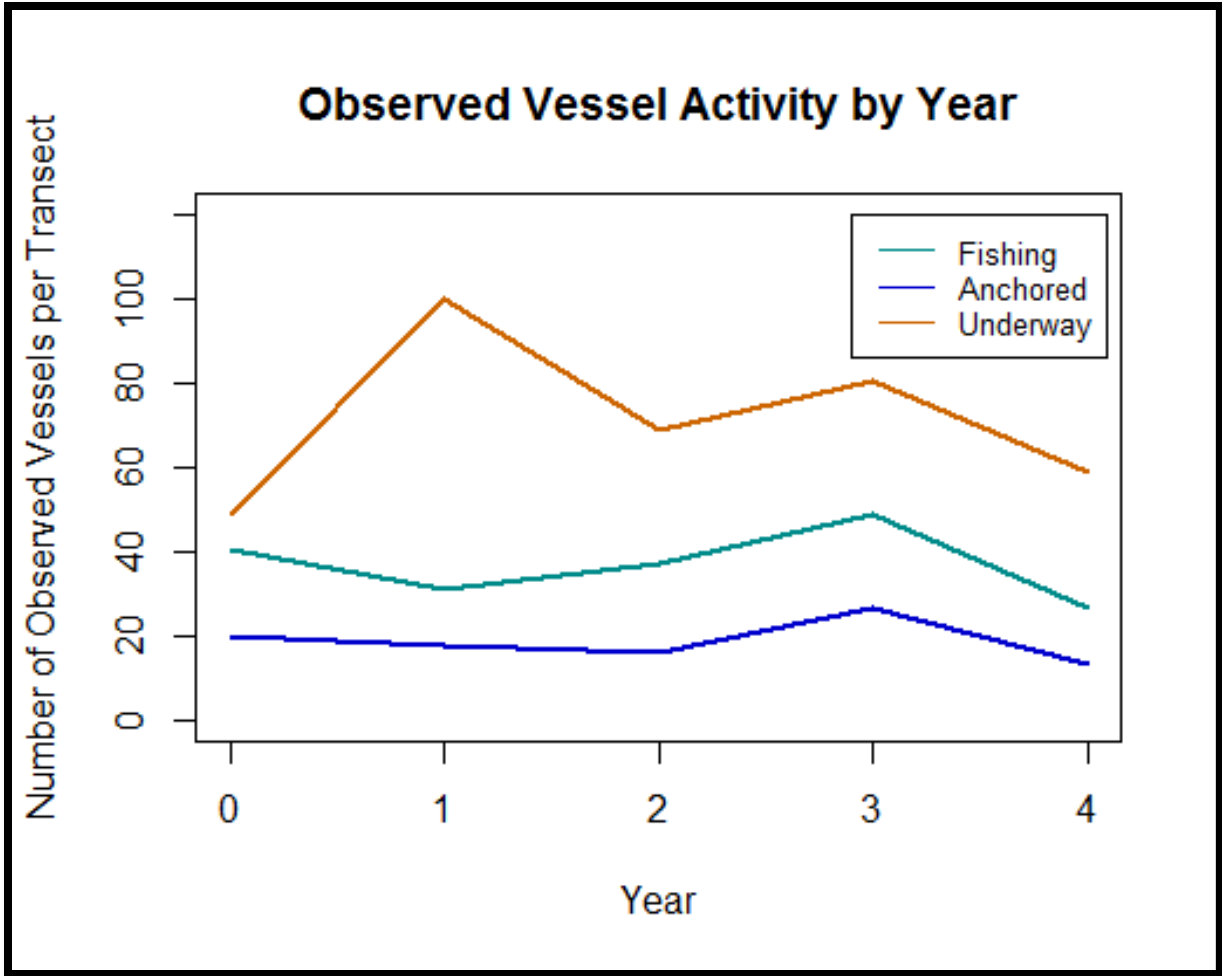 Observed Vessel Activity by Year
Number of Observed Vessels per Transect
100
80
60
40
20
0
Fishing
Anchored
Underway
0 1 2 3 4
Year